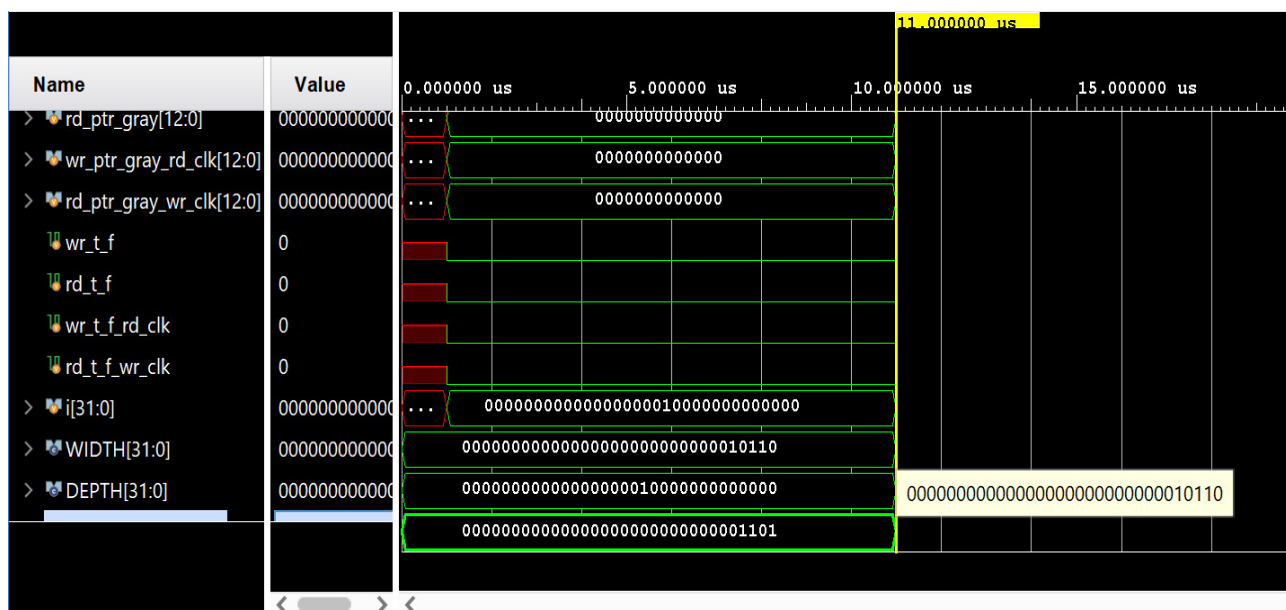 11.000000 us
Name
Value
0.000000 us
5.000000 us
10.000000 us
15.000000 us
rd_ptr_gray[12:0] 000000000000 ... 0000000000000
wr_ptr_gray_rd_clk[12:0] 000000000000 ... 0000000000000
rd_ptr_gray_wr_clk[12:0] 000000000000 ... 0000000000000
wr_t_f 0
rd_t_f 0
wr_t_f_rd_clk 0
rd_t_f_wr_clk 0
i[31:0] 000000000000 ... 00000000000000000010000000000000
WIDTH[31:0] 000000000000 00000000000000000000000000010110
DEPTH[31:0] 000000000000 00000000000000000010000000000000
00000000000000000000000000010110
00000000000000000000000000001101